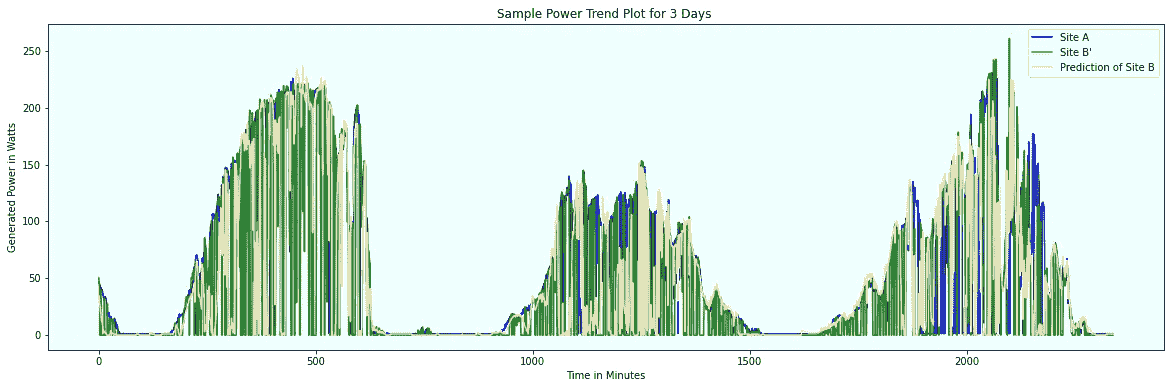 Sample Power Trend Plot for 3 Days
Site A
Site B'
Prediction of Site B
Generated Power in Watts
250
200
150
100
50
0
0
500
1000
1500
2000
Time in Minutes